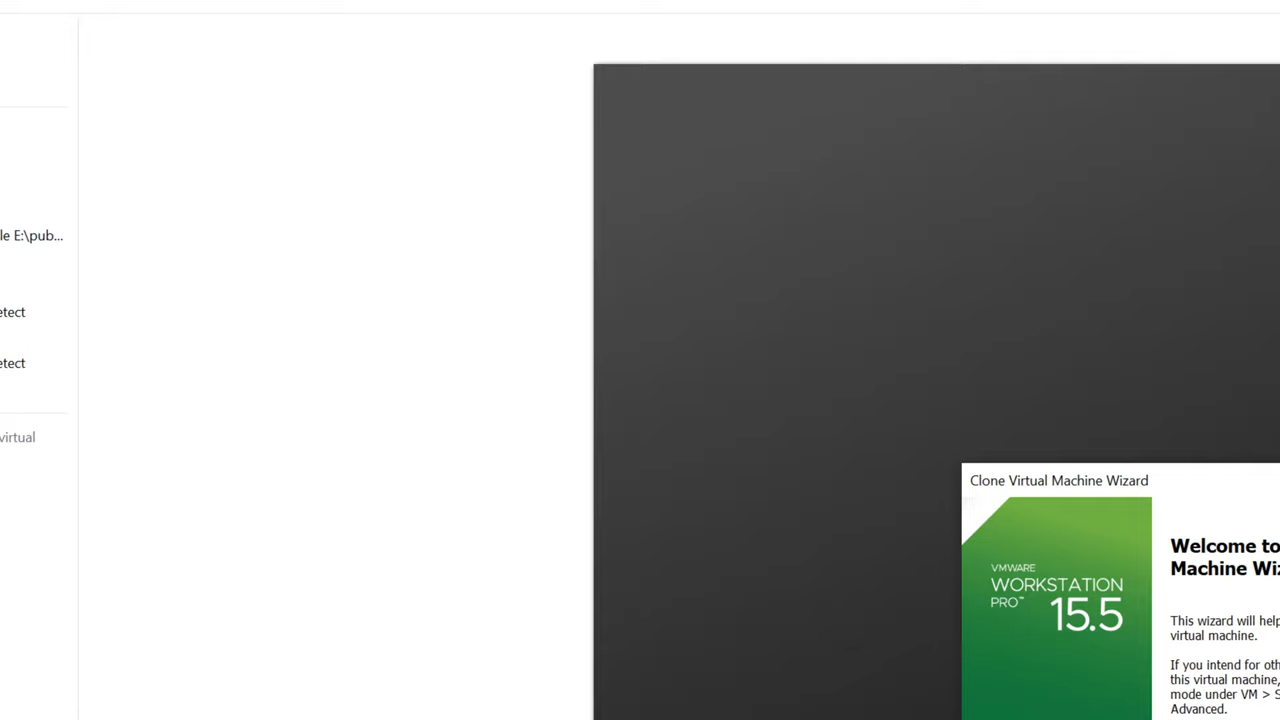 le E:\pub...
etect
etect
virtual
Clone Virtual Machine Wizard
VMWARE
WORKSTATION
PRO™ 15.5
Welcome to
Machine Wiz
This wizard will help
virtual machine.
If you intend for oth
this virtual machine,
mode under VM > S
Advanced.